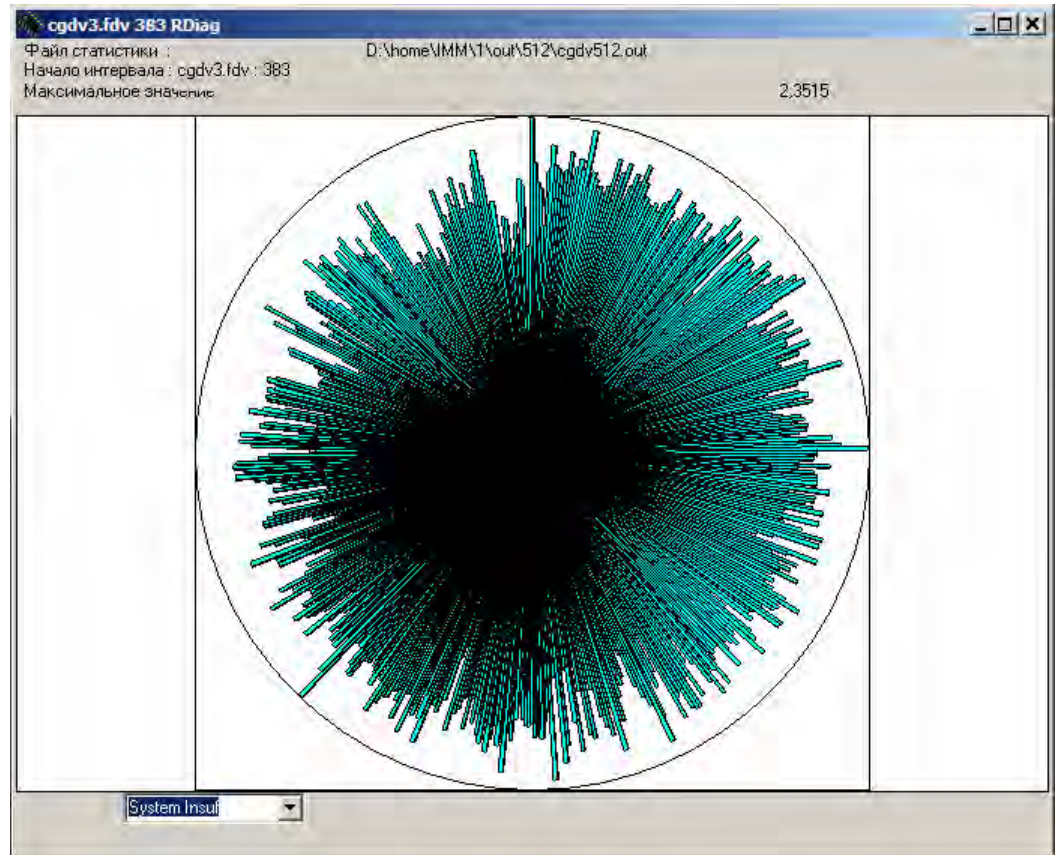 cgdv3.fdv 383 RDiag
Файл статистики : D:\home\IMM\1\out\512\cgdv512.out
Начало интервала : cgdv3.fdv : 383
Максимальное значение 2,3515
System Insuf